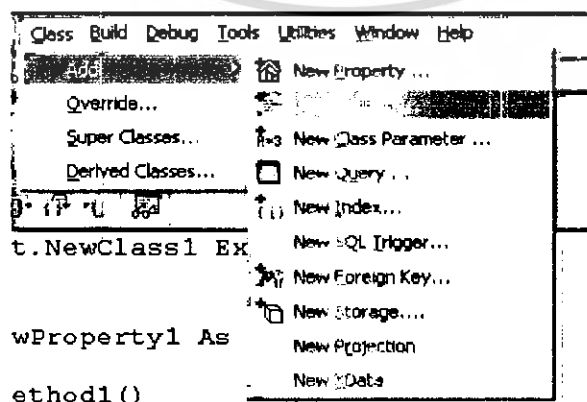 Class Build Debug Tools Utilities Window Help
Add
Override...
Super Classes...
Derived Classes...
New Property ...
New Class Parameter ...
New Query ...
New Index...
New SQL Trigger...
New Foreign Key...
New Storage....
New Projection
New XData
t.NewClass1 Ex
wProperty1 As
ethod1()